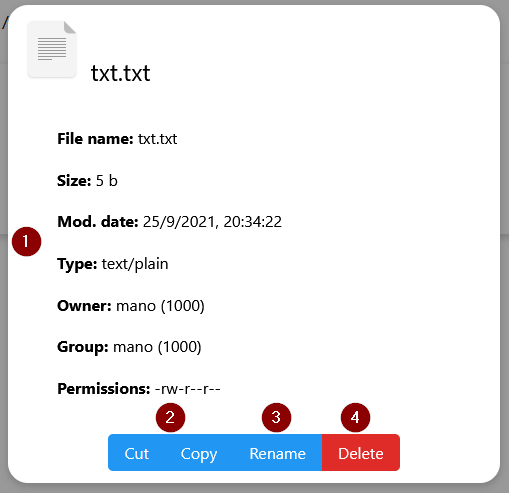 /
txt.txt
File name: txt.txt
Size: 5 b
Mod. date: 25/9/2021, 20:34:22
1
Type: text/plain
Owner: mano (1000)
Group: mano (1000)
Permissions: -rw-r--r--
2 3 4
Cut Copy Rename Delete